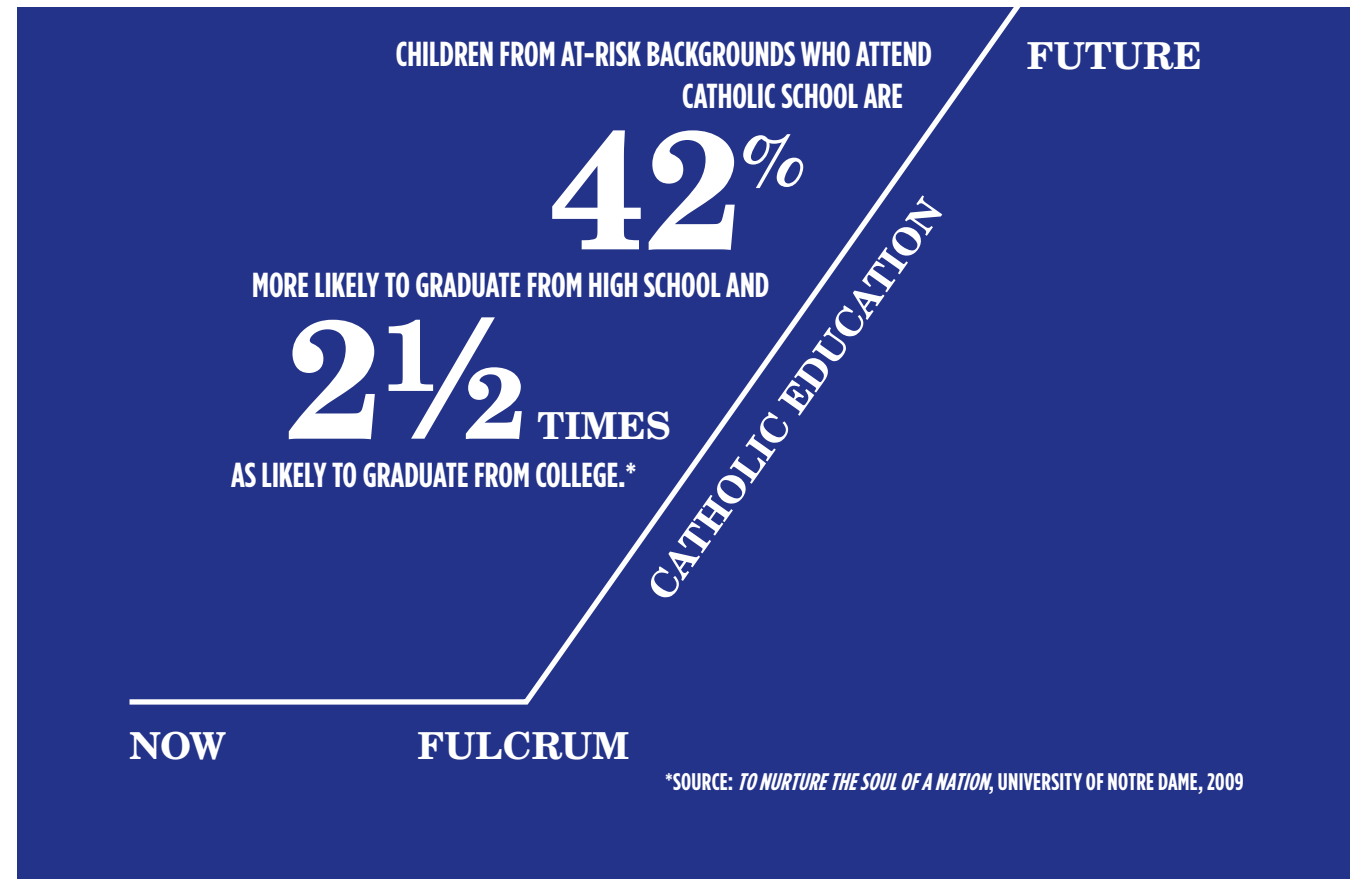 CHILDREN FROM AT-RISK BACKGROUNDS WHO ATTEND
CATHOLIC SCHOOL ARE
42%
MORE LIKELY TO GRADUATE FROM HIGH SCHOOL AND
2½ TIMES
AS LIKELY TO GRADUATE FROM COLLEGE.*
FUTURE
CATHOLIC EDUCATION
NOW
FULCRUM
*SOURCE: TO NURTURE THE SOUL OF A NATION, UNIVERSITY OF NOTRE DAME, 2009